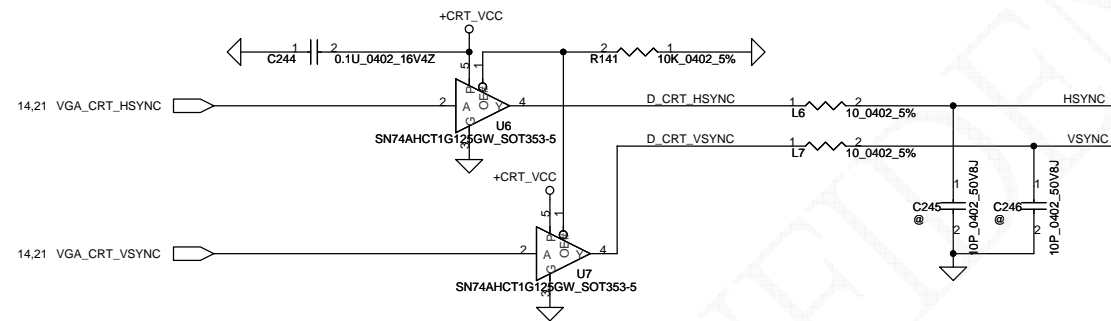 +CRT_VCC
1 2
C244 0.1U_0402_16V4Z
2 1
R141 10K_0402_5%
5 1
P OE#
14,21 VGA_CRT_HSYNC 2 A Y 4 D_CRT_HSYNC 1 2 HSYNC
G U6 L6 10_0402_5%
3 SN74AHCT1G125GW_SOT353-5
D_CRT_VSYNC 1 2 VSYNC
L7 10_0402_5%
+CRT_VCC
5 1
P OE#
14,21 VGA_CRT_VSYNC 2 A Y 4
G U7
3 SN74AHCT1G125GW_SOT353-5
1 1
C245 C246
@ @
2 2
10P_0402_50V8J
10P_0402_50V8J